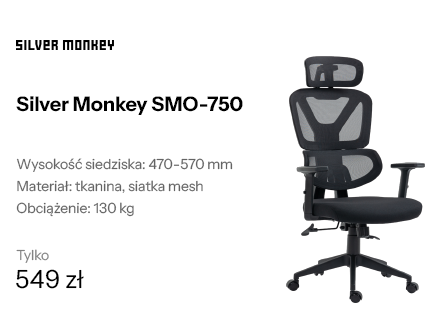 SILVER MONKEY
Silver Monkey SMO-750
Wysokość siedziska: 470-570 mm
Materiał: tkanina, siatka mesh
Obciążenie: 130 kg
Tylko
549 zł